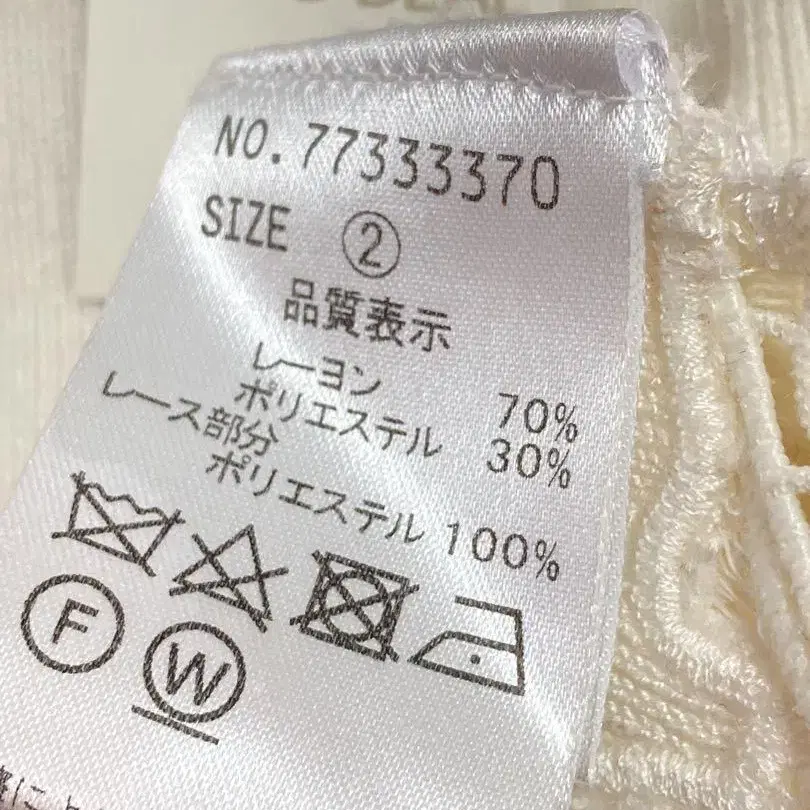 NO. 77333370
SIZE ②
品質表示
レーヨン 70%
ポリエステル 30%
レース部分
ポリエステル 100%
F
W